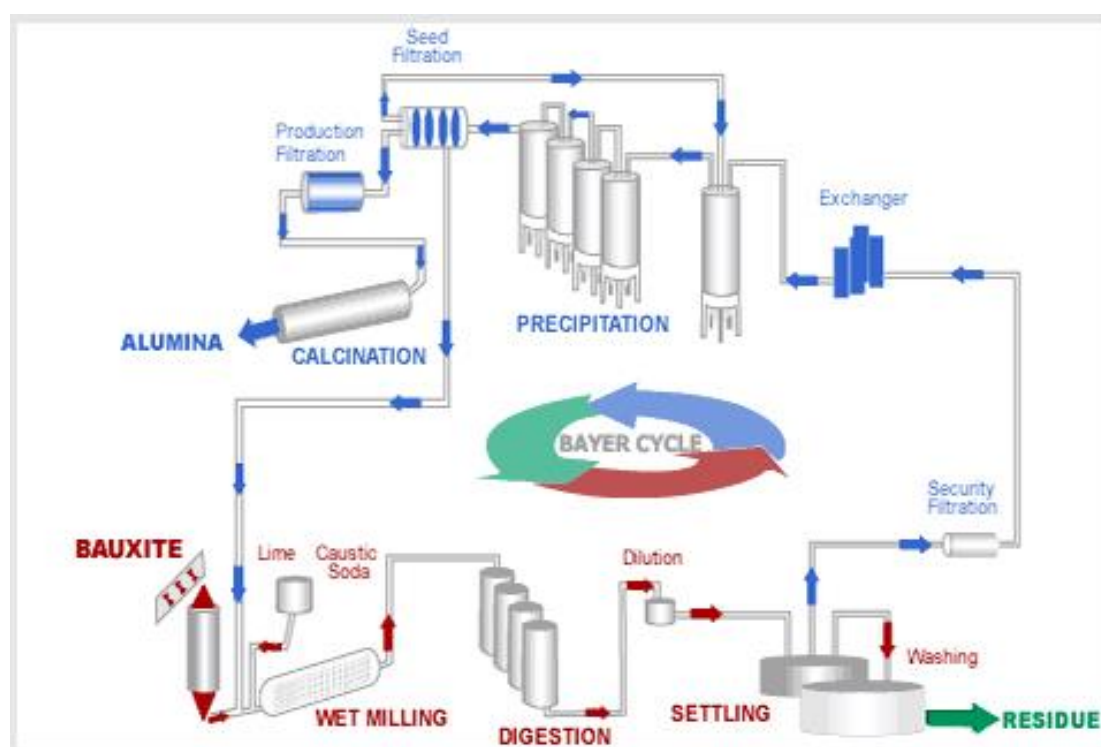 Seed
Filtration
Production
Filtration
Exchanger
PRECIPITATION
ALUMINA
CALCINATION
BAYER CYCLE
Security
Filtration
BAUXITE
Lime
Caustic
Soda
Dilution
Washing
WET MILLING
SETTLING
RESIDUE
DIGESTION